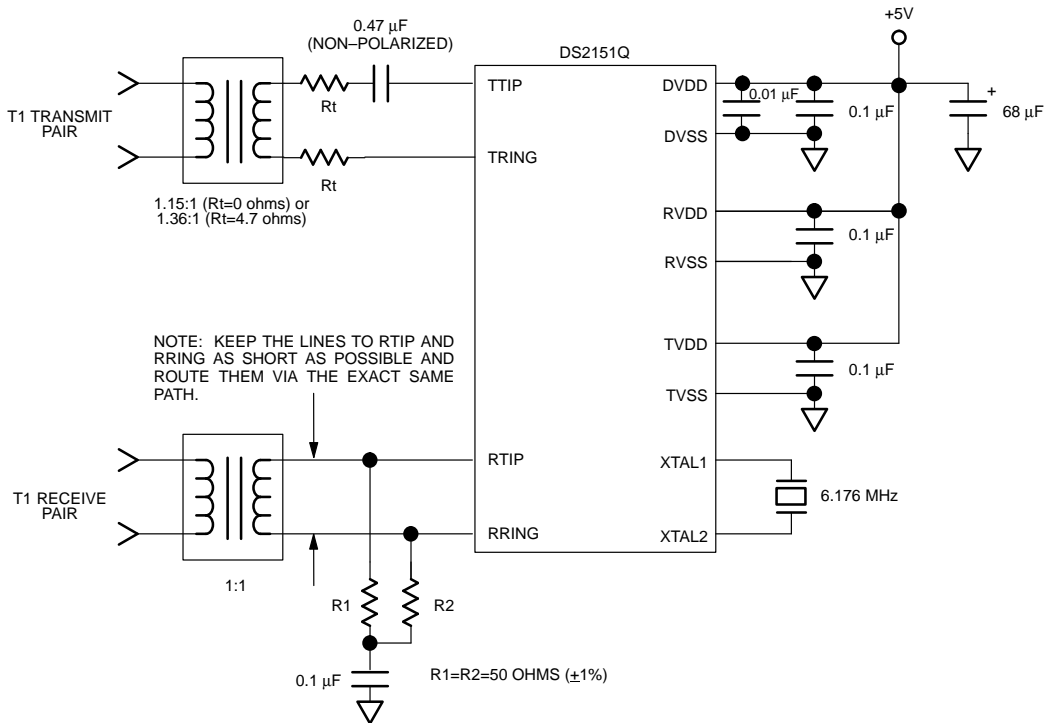 +5V
0.47 µF
(NON–POLARIZED)
DS2151Q
TTIP
DVDD
0.01 µF
0.1 µF
+
68 µF
Rt
T1 TRANSMIT
PAIR
DVSS
TRING
Rt
1.15:1 (Rt=0 ohms) or
1.36:1 (Rt=4.7 ohms)
RVDD
0.1 µF
RVSS
NOTE: KEEP THE LINES TO RTIP AND
RRING AS SHORT AS POSSIBLE AND
ROUTE THEM VIA THE EXACT SAME
PATH.
TVDD
0.1 µF
TVSS
RTIP
XTAL1
T1 RECEIVE
PAIR
6.176 MHz
RRING
XTAL2
1:1
R1
R2
0.1 µF
R1=R2=50 OHMS (±1%)